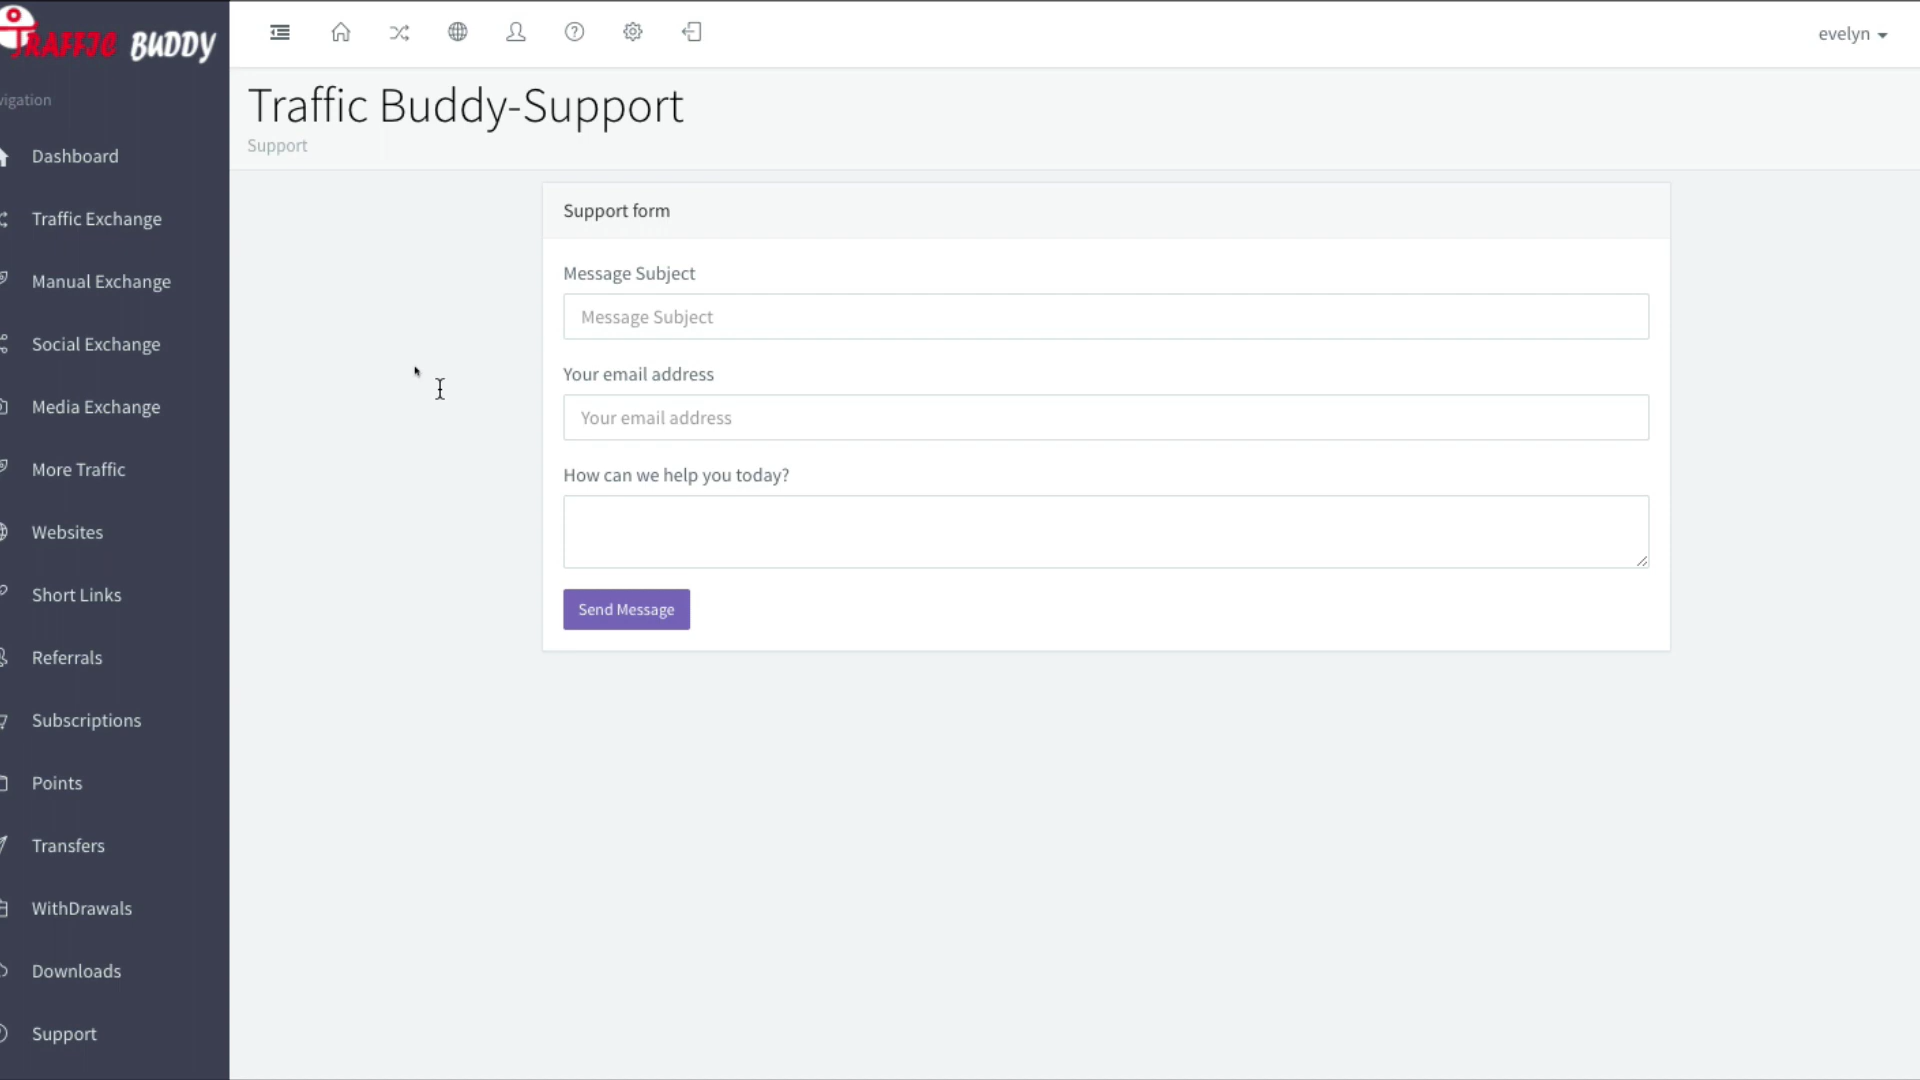 TRAFFIC BUDDY
vigation
Dashboard
Traffic Exchange
Manual Exchange
Social Exchange
Media Exchange
More Traffic
Websites
Short Links
Referrals
Subscriptions
Points
Transfers
WithDrawals
Downloads
Support
evelyn
Traffic Buddy-Support
Support
Support form
Message Subject
Message Subject
Your email address
Your email address
How can we help you today?
Send Message